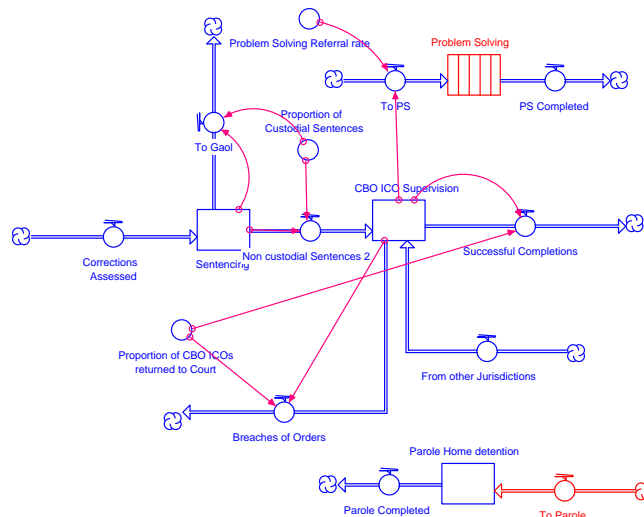 Problem Solving Referral rate
Problem Solving
To PS
PS Completed
Proportion of
Custodial Sentences
To Gaol
CBO ICO Supervision
Corrections
Assessed
Sentencing
Non custodial Sentences 2
Successful Completions
Proportion of CBO ICOs
returned to Court
From other Jurisdictions
Breaches of Orders
Parole Home detention
Parole Completed
To Parole